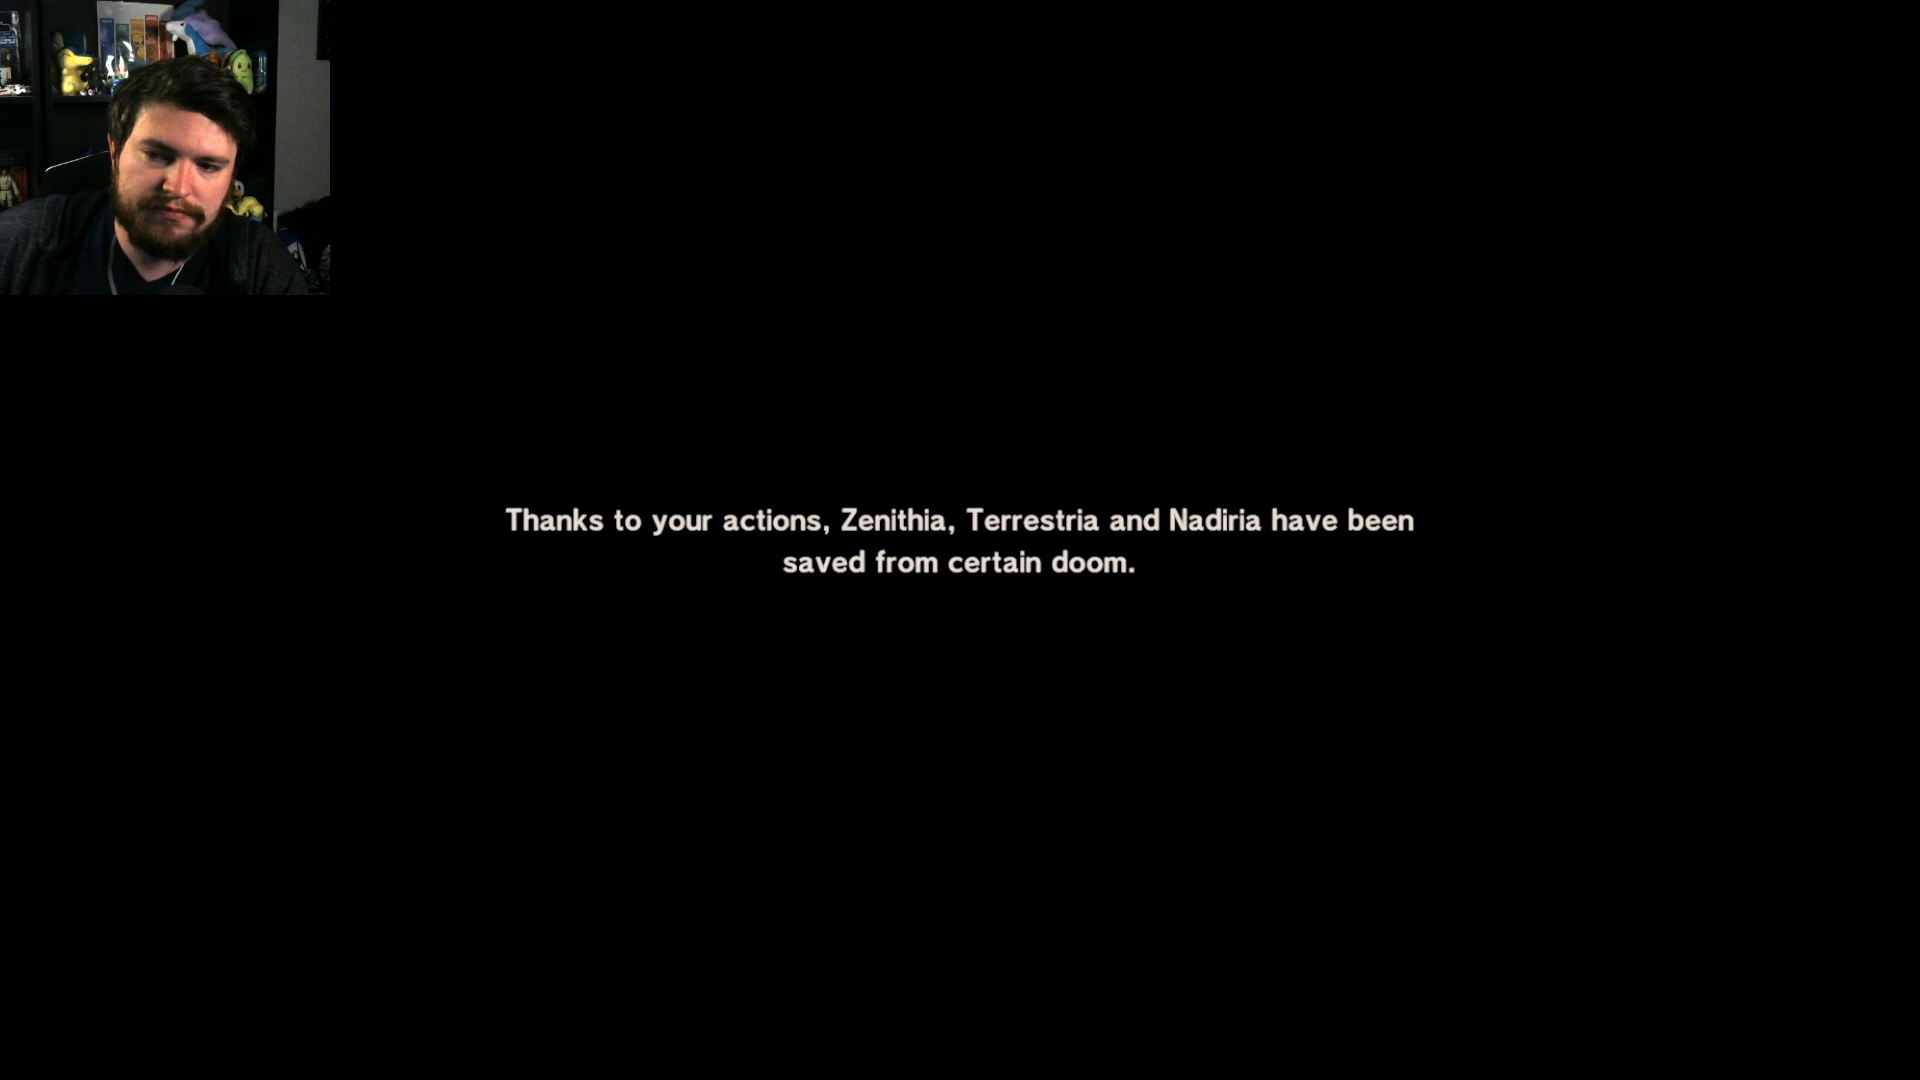 Thanks to your actions, Zenithia, Terrestria and Nadiria have been
saved from certain doom.